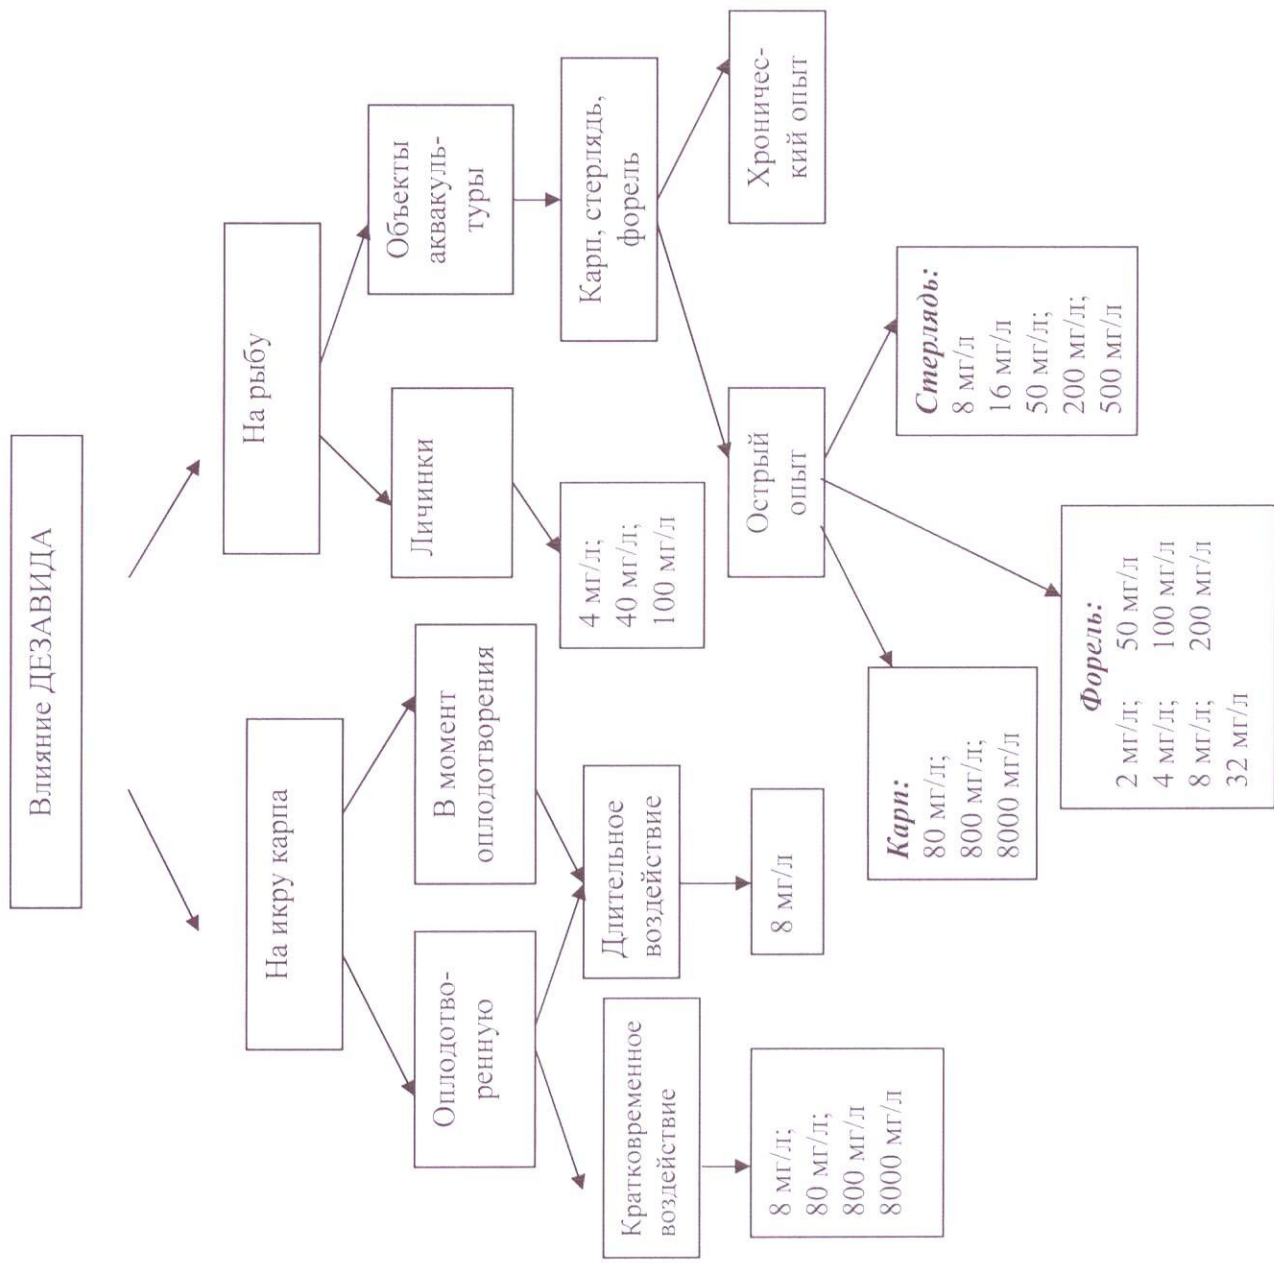 Влияние ДЕЗАВИДА
На икру карпа
На рыбу
Оплодотво-
ренную
В момент
оплодотворения
Личинки
Объекты
аквакуль-
туры
Кратковременное
воздействие
Длительное
воздействие
4 мг/л;
40 мг/л;
100 мг/л
Карп, стерлядь,
форель
8 мг/л;
80 мг/л;
800 мг/л
8000 мг/л
8 мг/л
Острый
опыт
Хроничес-
кий опыт
Карп:
80 мг/л;
800 мг/л;
8000 мг/л
Стерлядь:
8 мг/л
16 мг/л
50 мг/л;
200 мг/л;
500 мг/л
Форель:
2 мг/л; 50 мг/л
4 мг/л; 100 мг/л
8 мг/л; 200 мг/л
32 мг/л